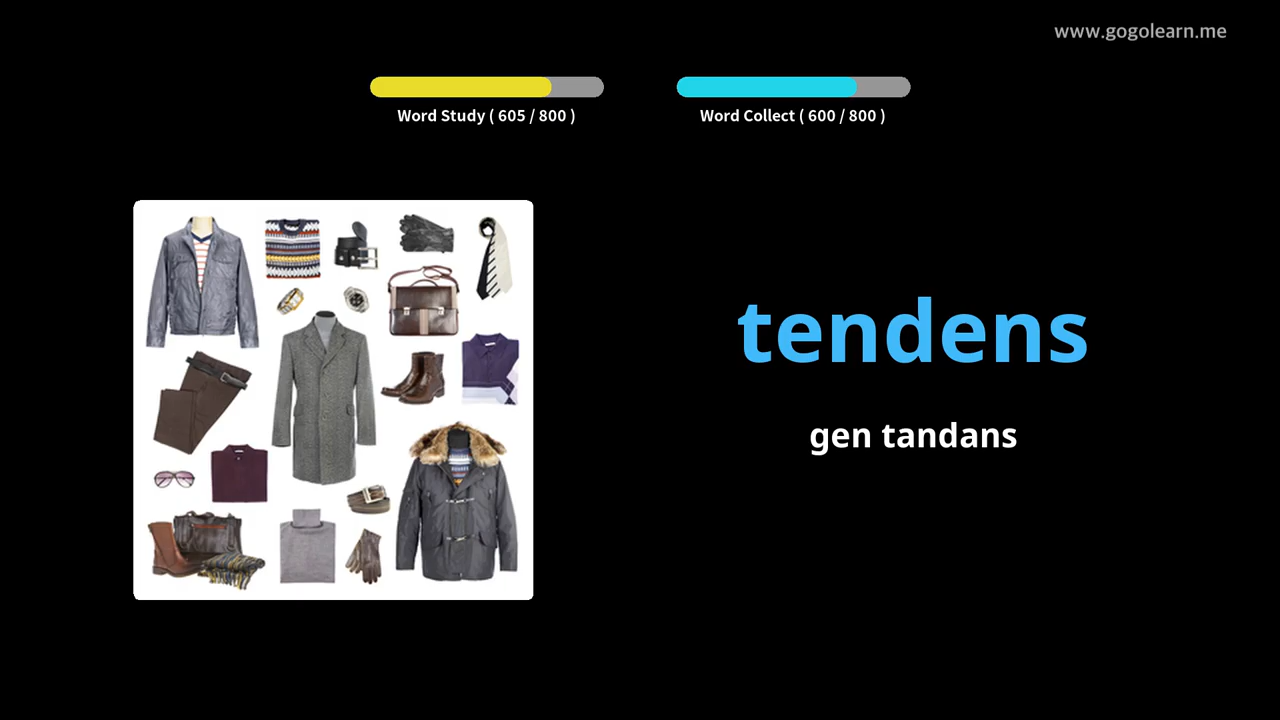 www.gogolearn.me
Word Study ( 605 / 800 )
Word Collect ( 600 / 800 )
tendens
gen tandans